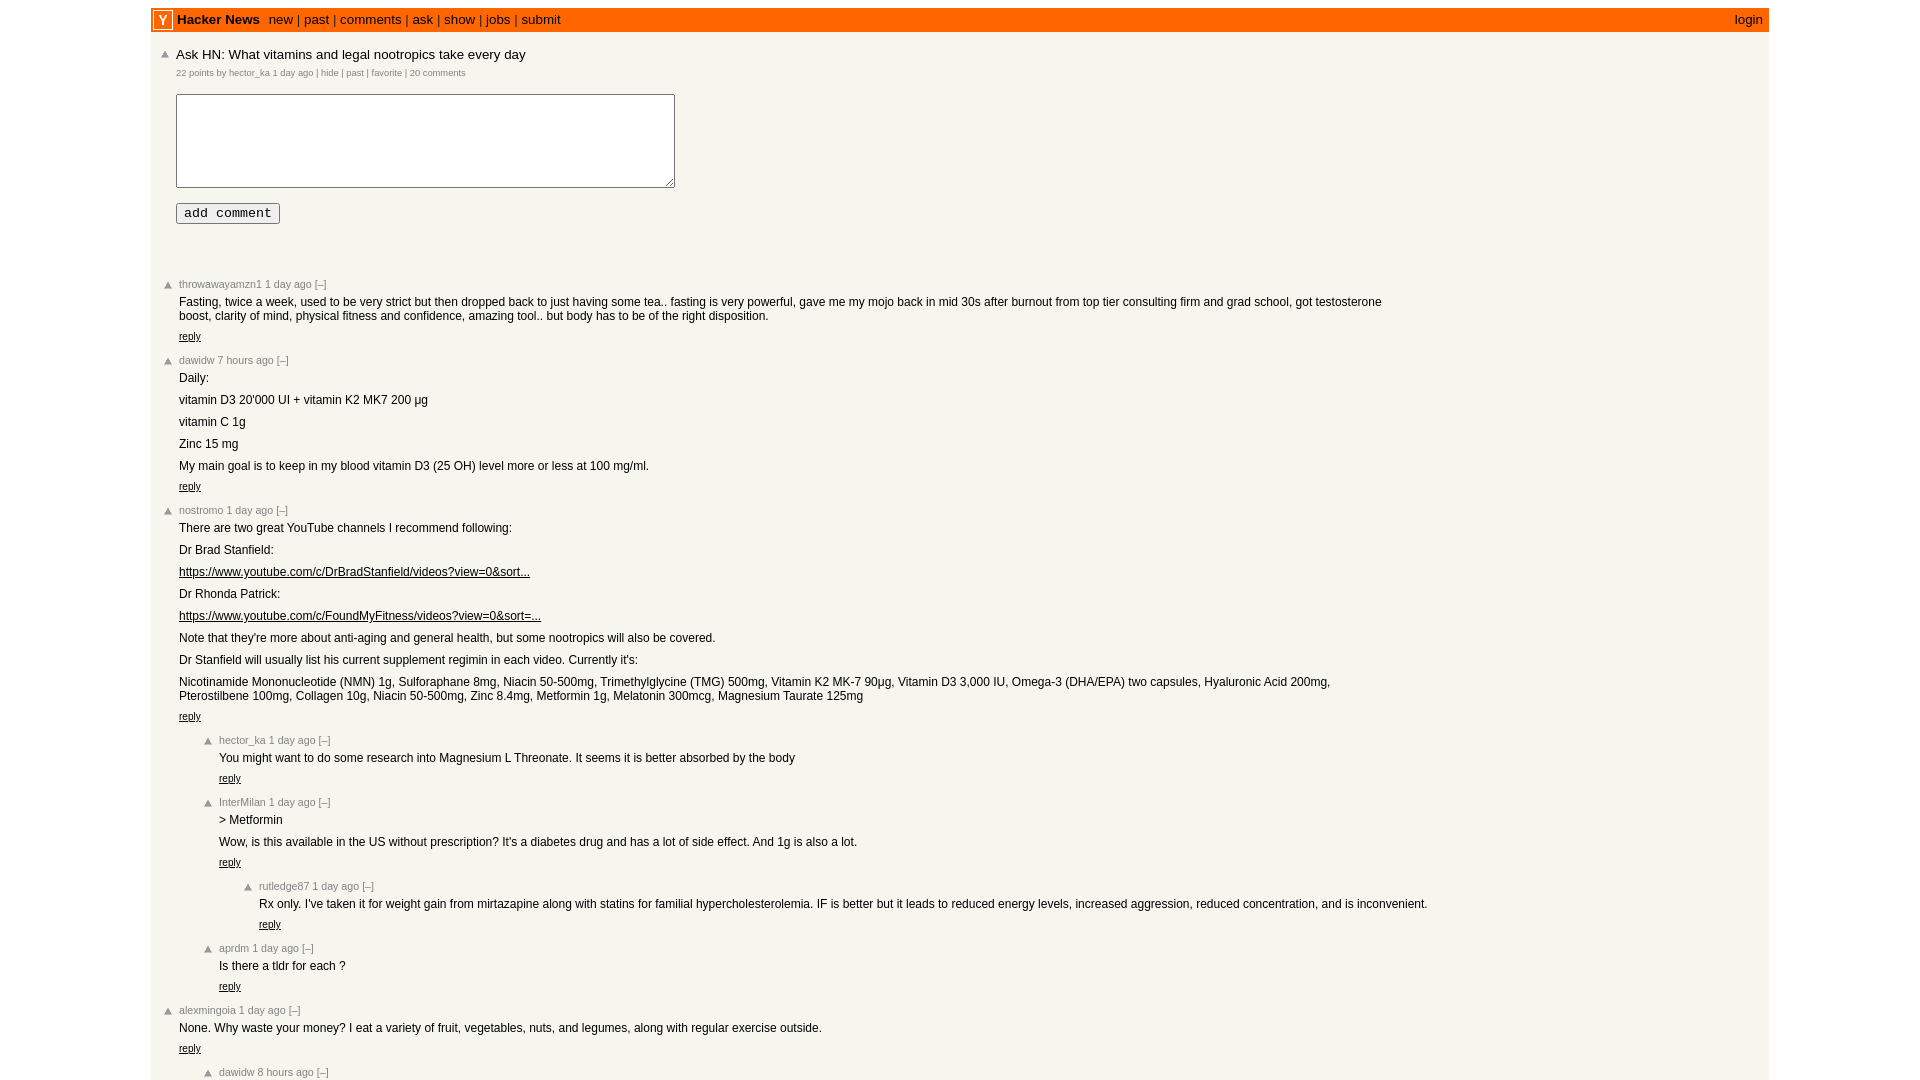 Y Hacker News new | past | comments | ask | show | jobs | submit login
Ask HN: What vitamins and legal nootropics take every day
22 points by hector_ka 1 day ago | hide | past | favorite | 20 comments
add comment
throwawayamzn1 1 day ago [–]
Fasting, twice a week, used to be very strict but then dropped back to just having some tea.. fasting is very powerful, gave me my mojo back in mid 30s after burnout from top tier consulting firm and grad school, got testosterone
boost, clarity of mind, physical fitness and confidence, amazing tool.. but body has to be of the right disposition.
reply
dawidw 7 hours ago [–]
Daily:
vitamin D3 20'000 UI + vitamin K2 MK7 200 μg
vitamin C 1g
Zinc 15 mg
My main goal is to keep in my blood vitamin D3 (25 OH) level more or less at 100 mg/ml.
reply
nostromo 1 day ago [–]
There are two great YouTube channels I recommend following:
Dr Brad Stanfield:
https://www.youtube.com/c/DrBradStanfield/videos?view=0&sort...
Dr Rhonda Patrick:
https://www.youtube.com/c/FoundMyFitness/videos?view=0&sort=...
Note that they're more about anti-aging and general health, but some nootropics will also be covered.
Dr Stanfield will usually list his current supplement regimin in each video. Currently it's:
Nicotinamide Mononucleotide (NMN) 1g, Sulforaphane 8mg, Niacin 50-500mg, Trimethylglycine (TMG) 500mg, Vitamin K2 MK-7 90μg, Vitamin D3 3,000 IU, Omega-3 (DHA/EPA) two capsules, Hyaluronic Acid 200mg,
Pterostilbene 100mg, Collagen 10g, Niacin 50-500mg, Zinc 8.4mg, Metformin 1g, Melatonin 300mcg, Magnesium Taurate 125mg
reply
hector_ka 1 day ago [–]
You might want to do some research into Magnesium L Threonate. It seems it is better absorbed by the body
reply
InterMilan 1 day ago [–]
> Metformin
Wow, is this available in the US without prescription? It's a diabetes drug and has a lot of side effect. And 1g is also a lot.
reply
rutledge87 1 day ago [–]
Rx only. I've taken it for weight gain from mirtazapine along with statins for familial hypercholesterolemia. IF is better but it leads to reduced energy levels, increased aggression, reduced concentration, and is inconvenient.
reply
aprdm 1 day ago [–]
Is there a tldr for each ?
reply
alexmingoia 1 day ago [–]
None. Why waste your money? I eat a variety of fruit, vegetables, nuts, and legumes, along with regular exercise outside.
reply
dawidw 8 hours ago [–]